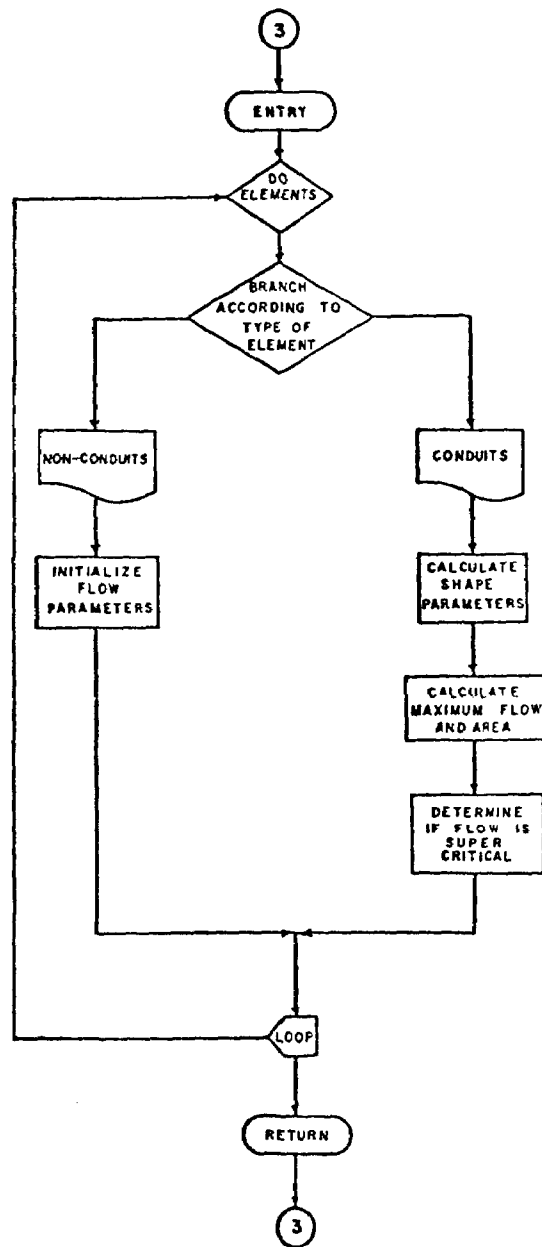 3
ENTRY
DO
ELEMENTS
BRANCH
ACCORDING TO
TYPE OF
ELEMENT
NON-CONDUITS
CONDUITS
INITIALIZE
FLOW
PARAMETERS
CALCULATE
SHAPE
PARAMETERS
CALCULATE
MAXIMUM FLOW
AND AREA
DETERMINE
IF FLOW IS
SUPER
CRITICAL
LOOP
RETURN
3